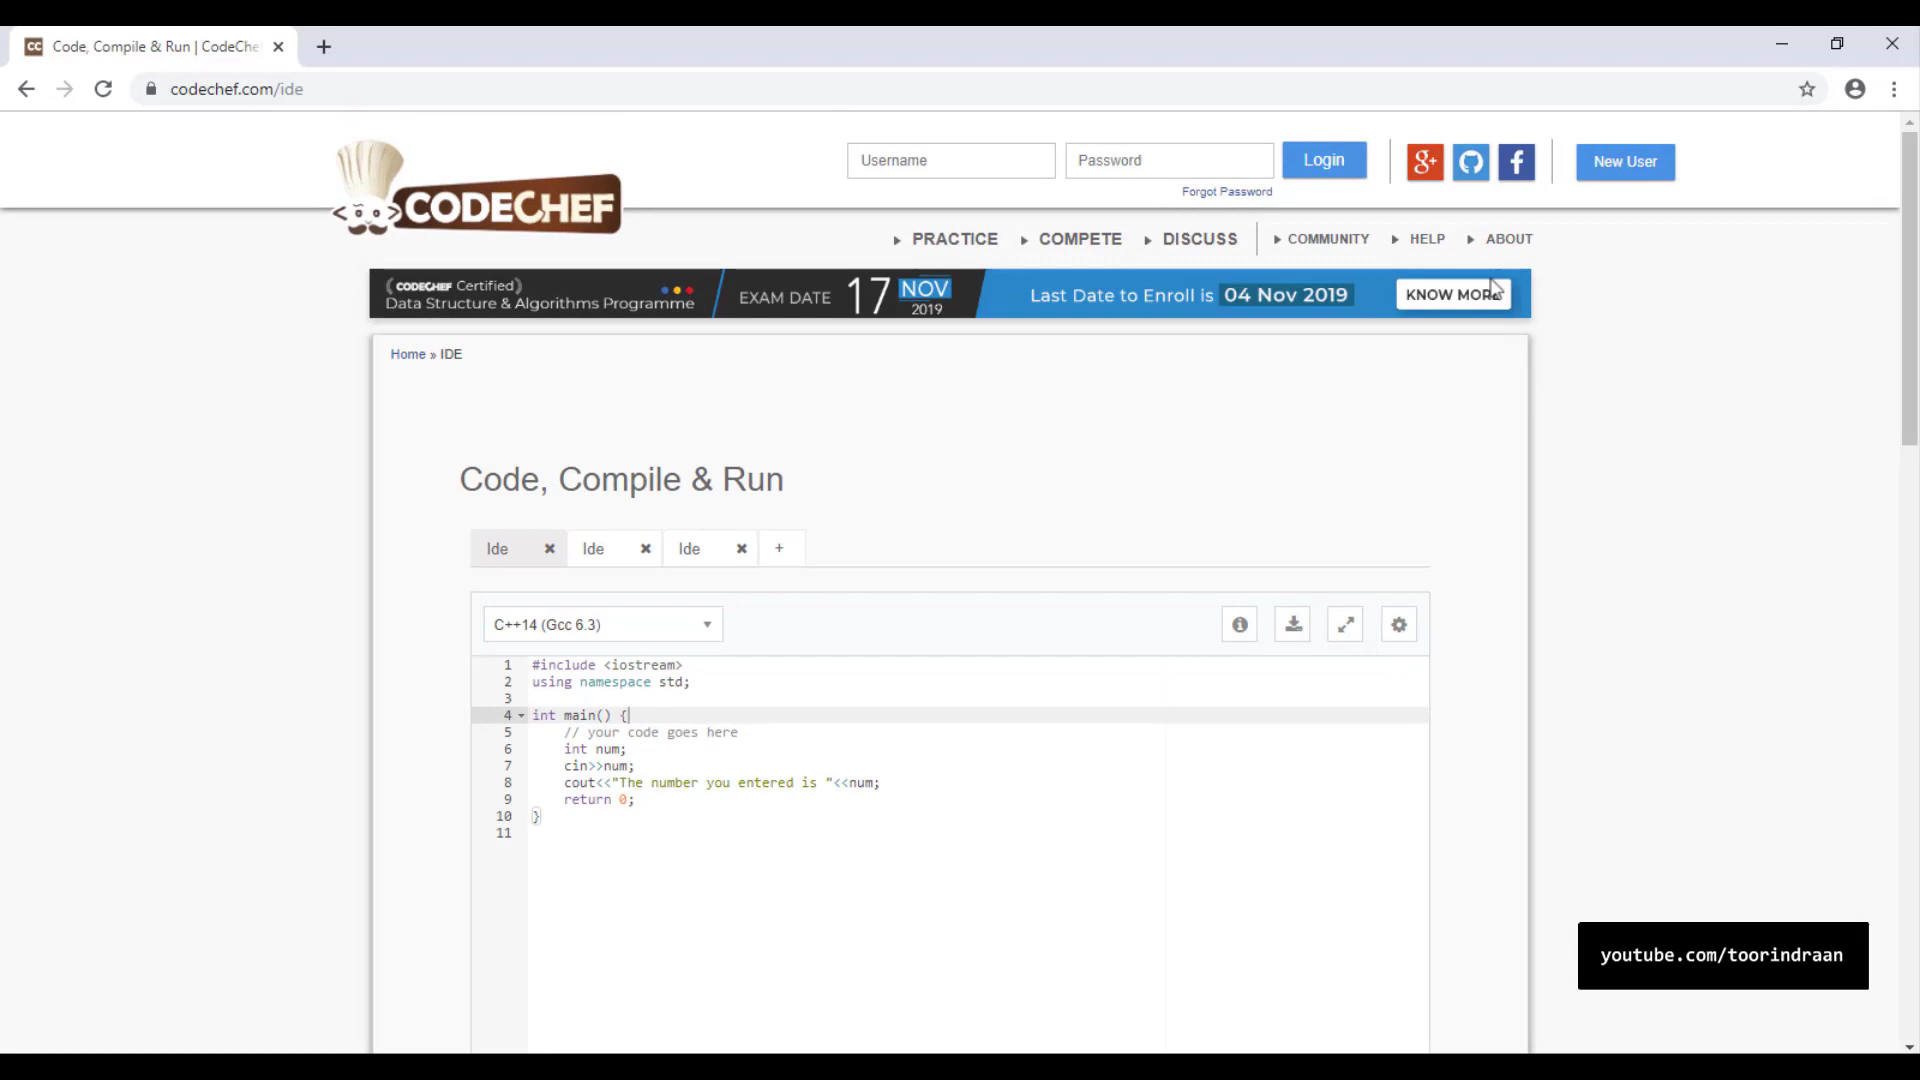 CC Code, Compile & Run | CodeChe
codechef.com/ide
CODECHEF
Username
Password
Login
g+
f
New User
Forgot Password
PRACTICE
COMPETE
DISCUSS
COMMUNITY
HELP
ABOUT
(CODECHEF Certified)
Data Structure & Algorithms Programme
EXAM DATE
17
NOV
2019
Last Date to Enroll is 04 Nov 2019
KNOW MORE
Home » IDE
Code, Compile & Run
Ide
Ide
Ide
+
C++14 (Gcc 6.3)
1 #include <iostream>
2 using namespace std;
3
4 int main() {
5 // your code goes here
6 int num;
7 cin>>num;
8 cout<<"The number you entered is "<<num;
9 return 0;
10 }
11
youtube.com/toorindraan